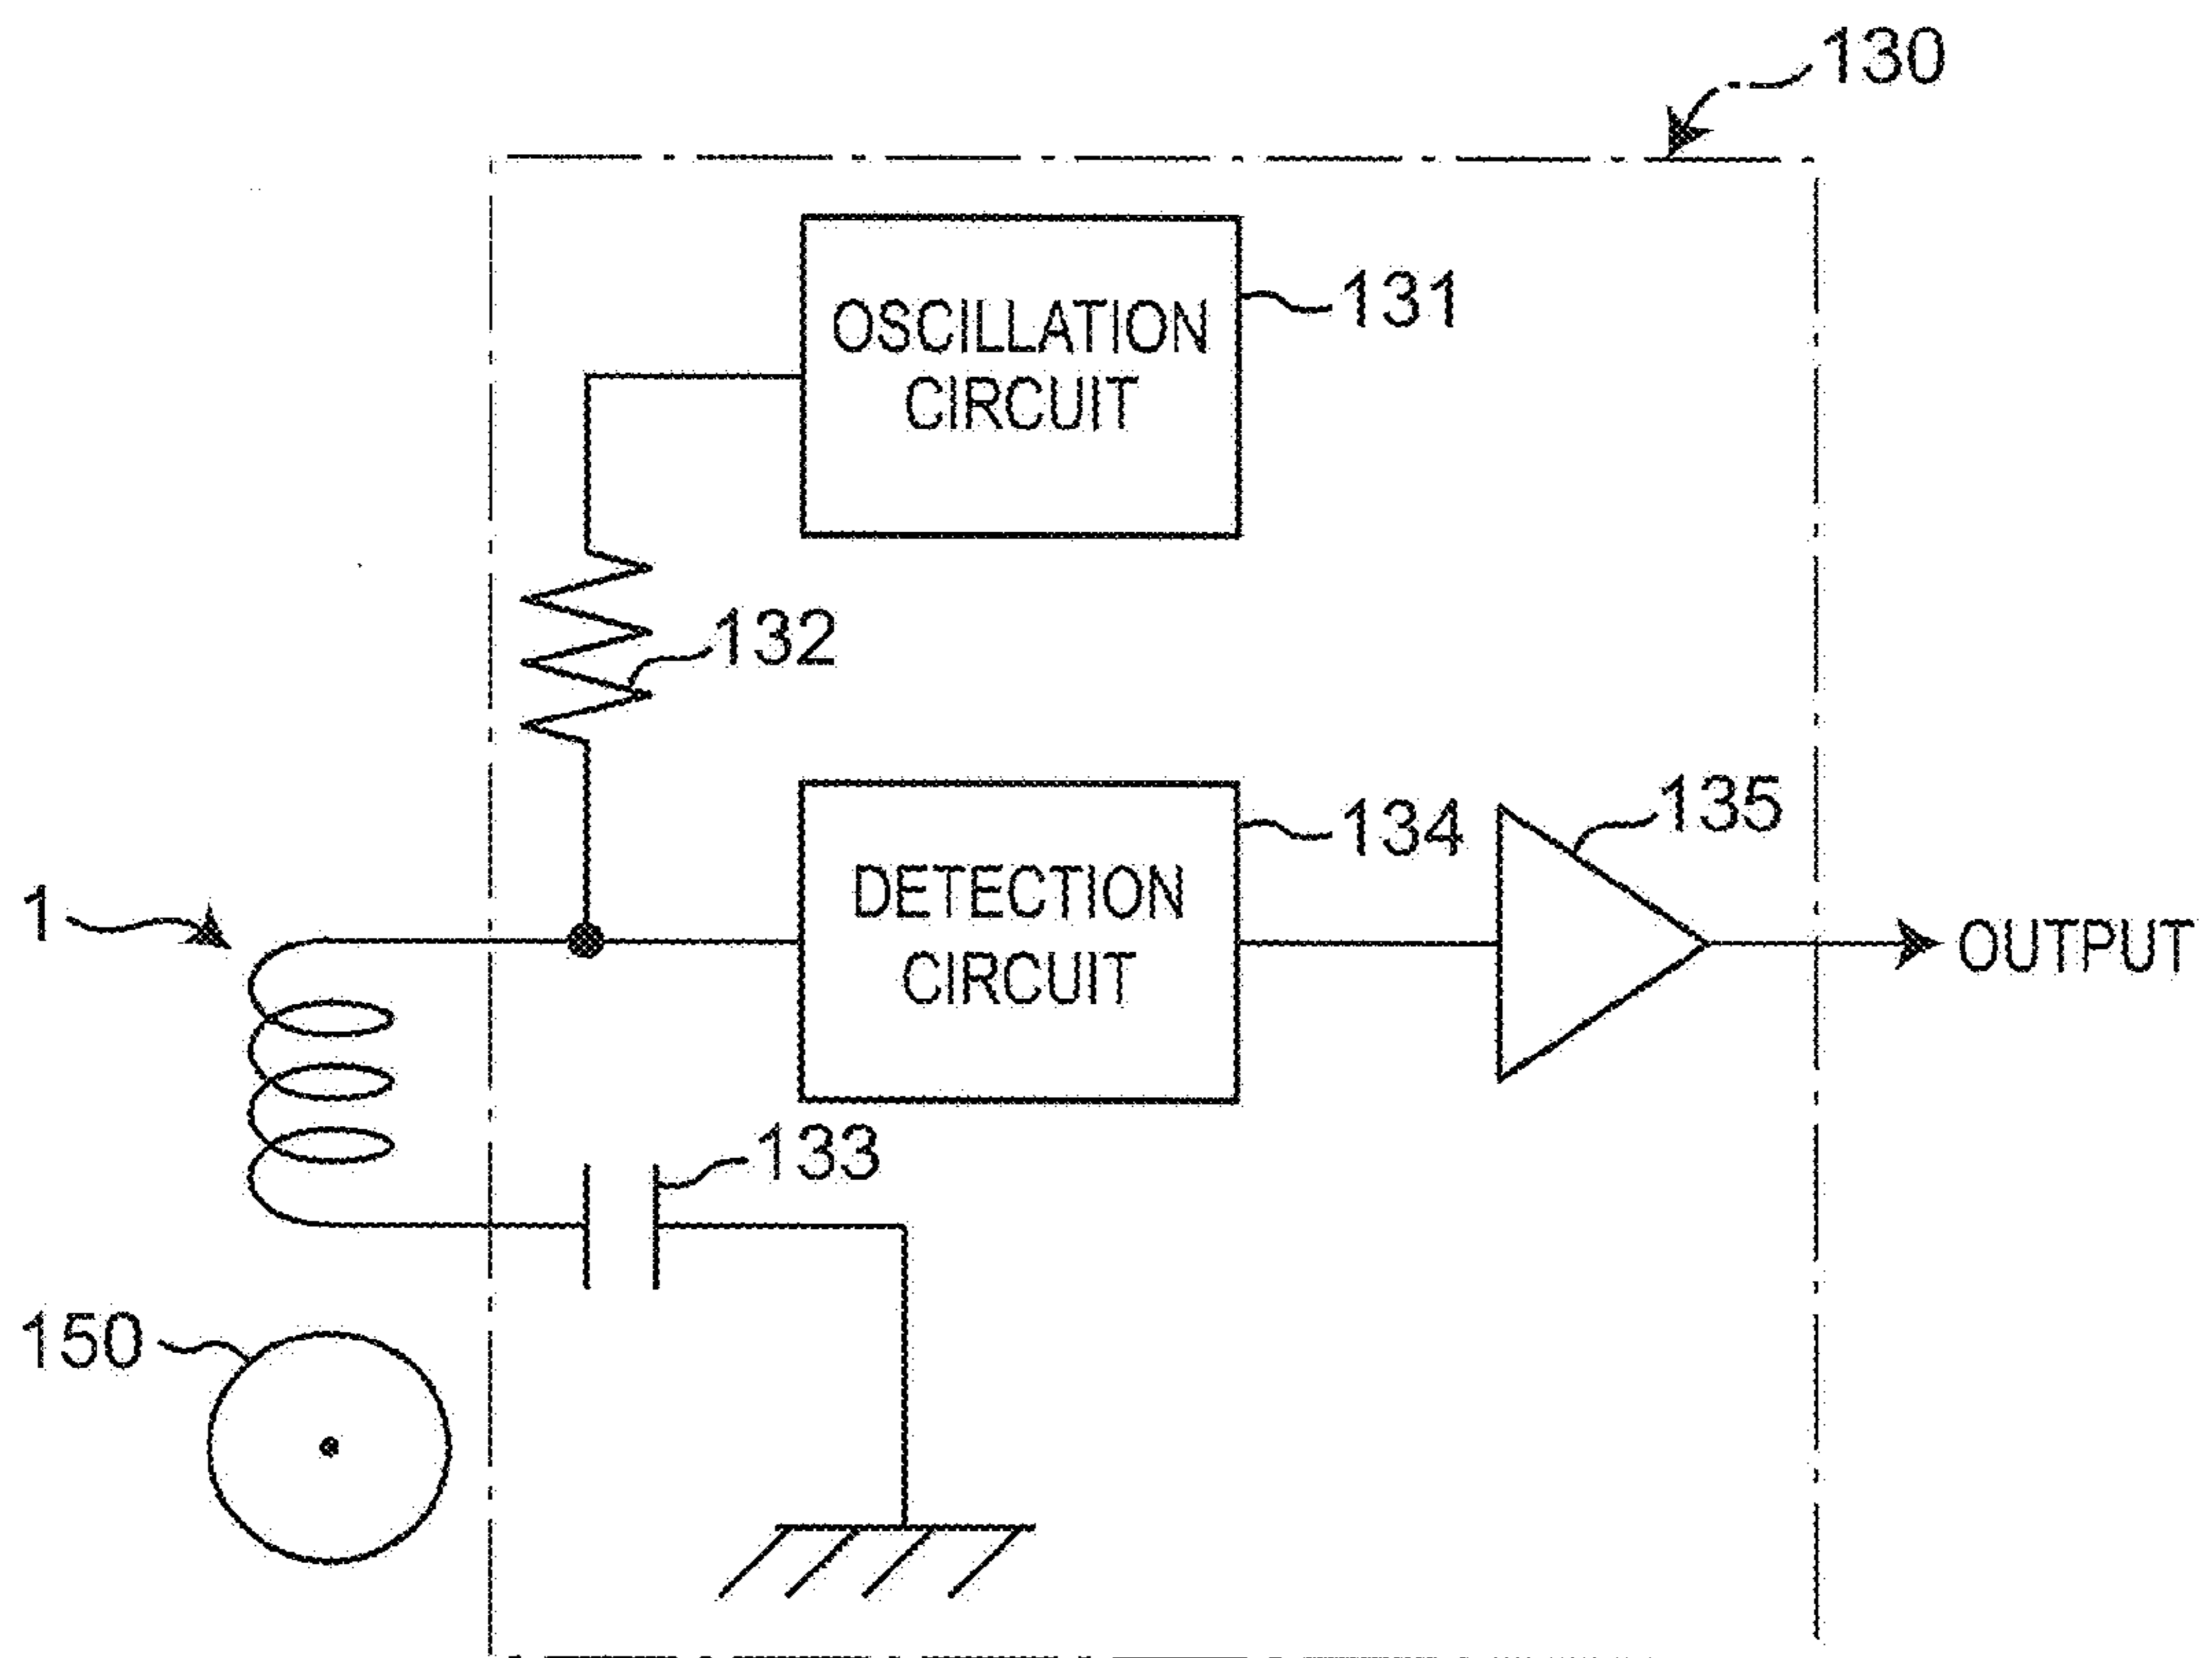 130
OSCILLATION
CIRCUIT
131
132
135
134
DETECTION
CIRCUIT
1
OUTPUT
133
150